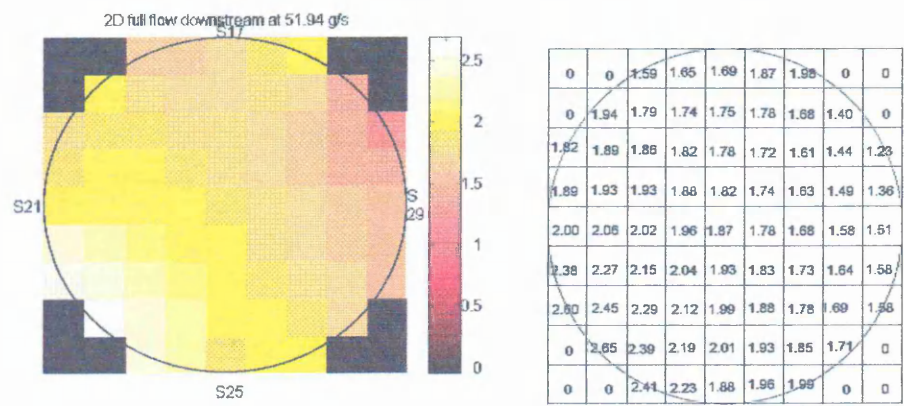 2D full flow downstream at 51.94 g/s
S17
S21
S
29
S25
2.5
2
1.5
1
0.5
0
0 0 1.59 1.65 1.69 1.87 1.98 0 0
0 1.94 1.79 1.74 1.75 1.78 1.68 1.40 0
1.82 1.89 1.86 1.82 1.78 1.72 1.61 1.44 1.23
1.89 1.93 1.93 1.88 1.82 1.74 1.63 1.49 1.36
2.00 2.06 2.02 1.96 1.87 1.78 1.68 1.58 1.51
2.38 2.27 2.15 2.04 1.93 1.83 1.73 1.64 1.58
2.60 2.45 2.29 2.12 1.99 1.88 1.78 1.69 1.58
0 2.65 2.39 2.19 2.01 1.93 1.85 1.71 0
0 0 2.41 2.23 1.88 1.96 1.99 0 0